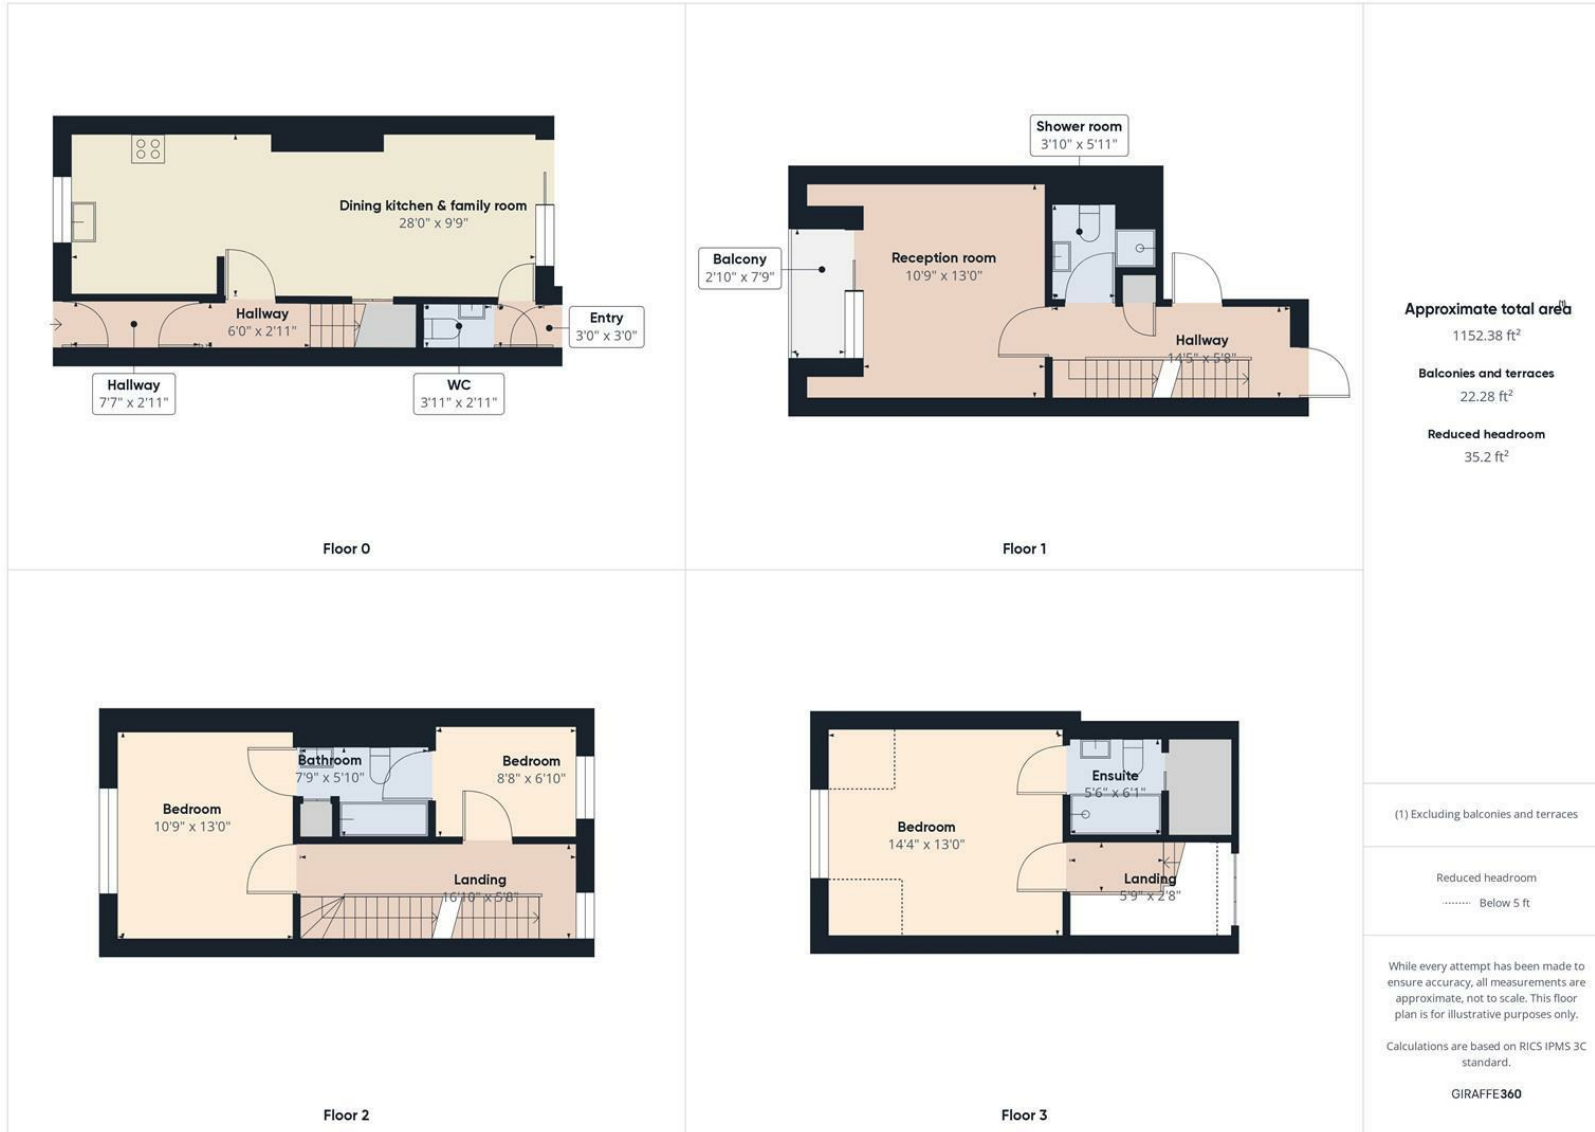 Dining kitchen & family room
28'0" x 9'9"
Hallway
6'0" x 2'11"
Entry
3'0" x 3'0"
Hallway
7'7" x 2'11"
WC
3'11" x 2'11"
Floor 0
Shower room
3'10" x 5'11"
Balcony
2'10" x 7'9"
Reception room
10'9" x 13'0"
Hallway
14'5" x 5'8"
Floor 1
Bathroom
7'9" x 5'10"
Bedroom
8'8" x 6'10"
Bedroom
10'9" x 13'0"
Landing
16'10" x 5'8"
Floor 2
Ensuite
5'6" x 6'1"
Bedroom
14'4" x 13'0"
Landing
5'9" x 2'8"
Floor 3
Approximate total area(1)
1152.38 ft²
Balconies and terraces
22.28 ft²
Reduced headroom
35.2 ft²
(1) Excluding balconies and terraces
Reduced headroom
Below 5 ft
While every attempt has been made to
ensure accuracy, all measurements are
approximate, not to scale. This floor
plan is for illustrative purposes only.
Calculations are based on RICS IPMS 3C
standard.
GIRAFFE360